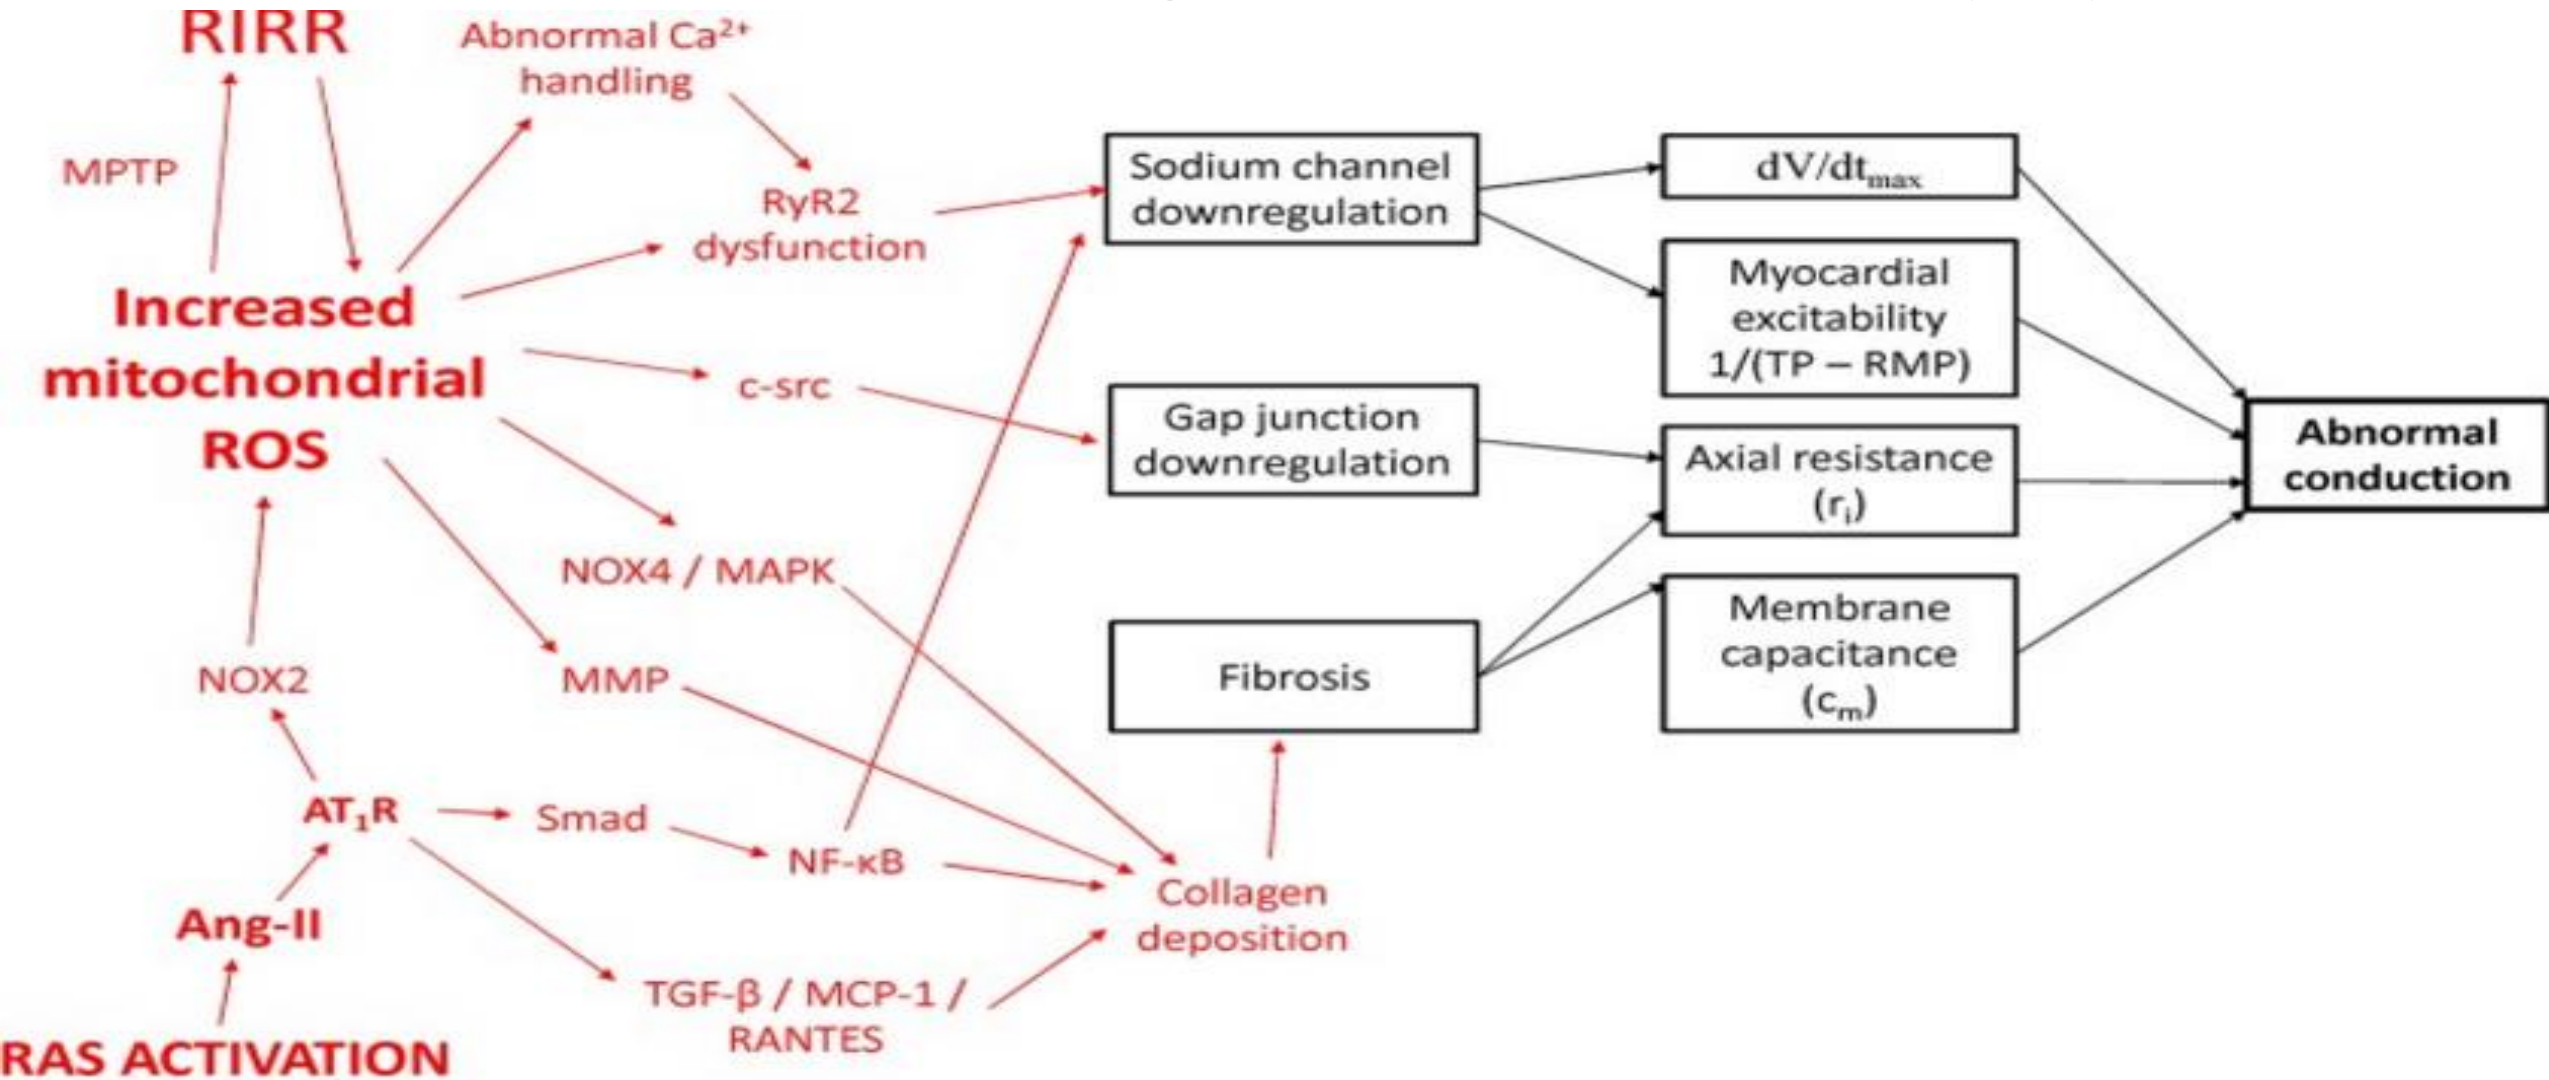 RIRR
Abnormal Ca²⁺
handling
MPTP
RyR2
dysfunction
Increased
mitochondrial
ROS
c-src
NOX4 / MAPK
MMP
NOX2
AT₁R
Smad
NF-κB
Ang-II
Collagen
deposition
TGF-β / MCP-1 /
RANTES
RAS ACTIVATION
Sodium channel
downregulation
Gap junction
downregulation
Fibrosis
dV/dtₘₐₓ
Myocardial
excitability
1/(TP – RMP)
Axial resistance
(rᵢ)
Membrane
capacitance
(cₘ)
Abnormal
conduction